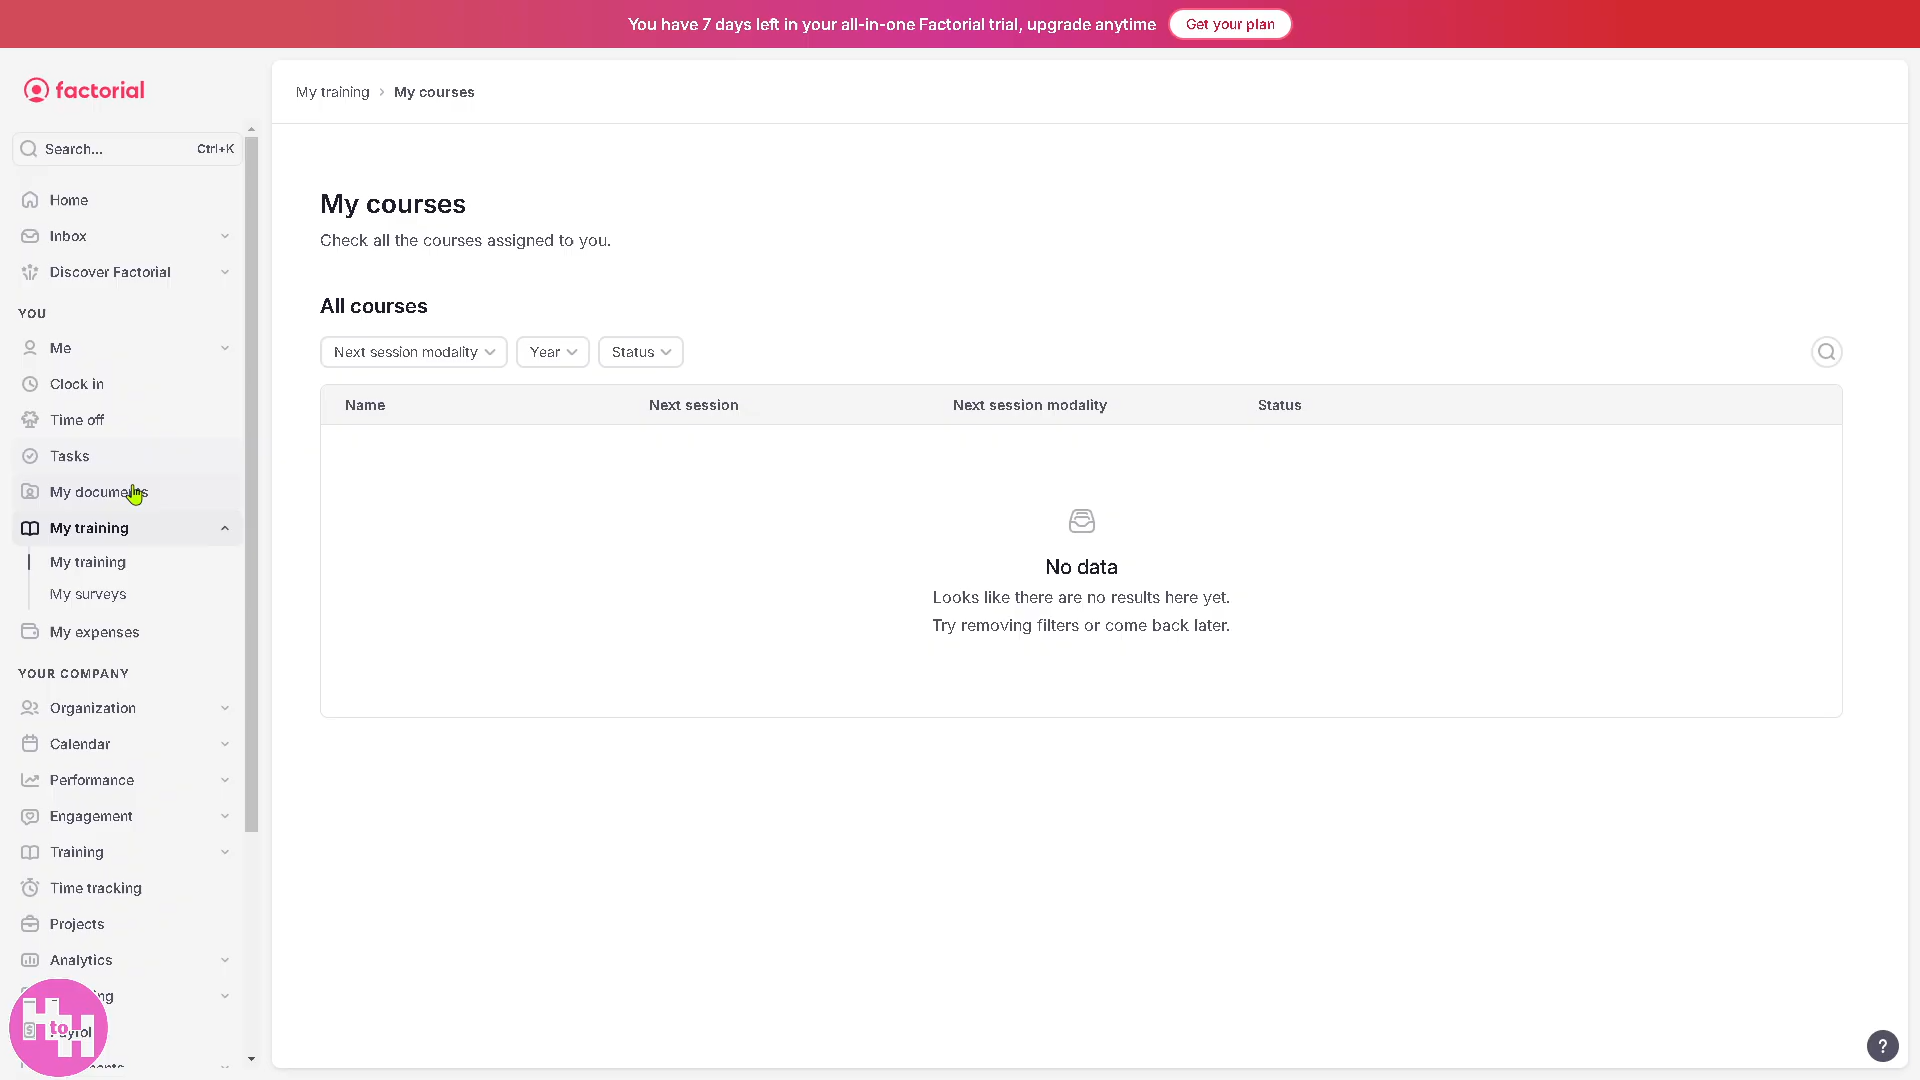 You have 7 days left in your all-in-one Factorial trial, upgrade anytime
Get your plan
factorial
Search...
Ctrl+K
Home
Inbox
Discover Factorial
YOU
Me
Clock in
Time off
Tasks
My documents
My training
My training
My surveys
My expenses
YOUR COMPANY
Organization
Calendar
Performance
Engagement
Training
Time tracking
Projects
Analytics
H to H
My training > My courses
My courses
Check all the courses assigned to you.
All courses
Next session modality
Year
Status
Name
Next session
Next session modality
Status
No data
Looks like there are no results here yet.
Try removing filters or come back later.
?